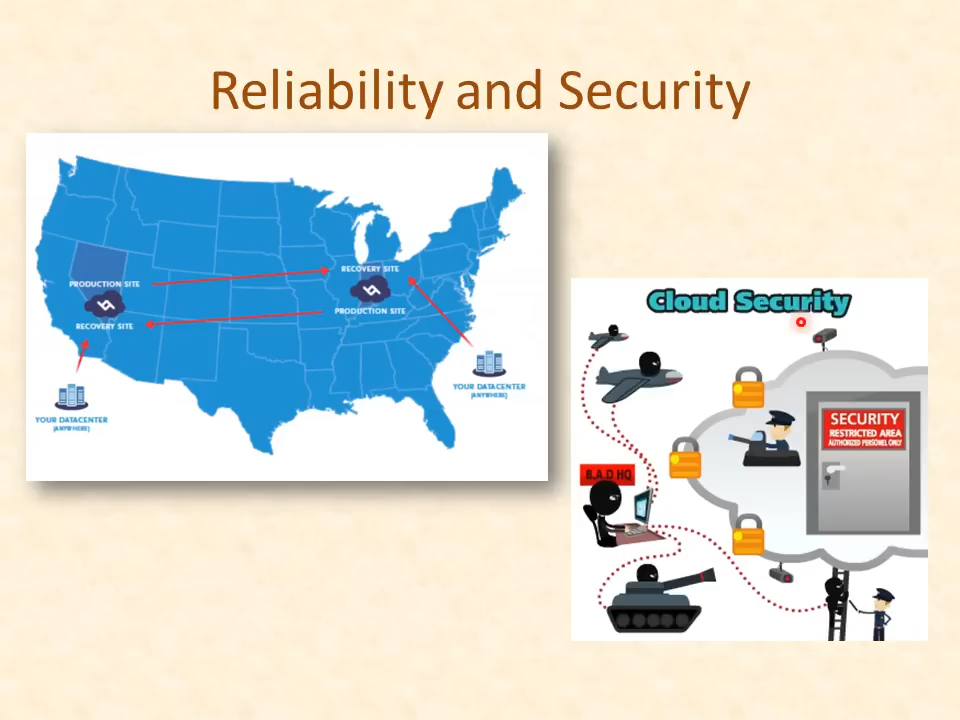 Reliability and Security
RECOVERY SITE
PRODUCTION SITE
PRODUCTION SITE
RECOVERY SITE
YOUR DATACENTER
[ANYWHERE]
YOUR DATACENTER
[ANYWHERE]
Cloud Security
SECURITY
RESTRICTED AREA
AUTHORIZED PERSONEL ONLY
B.A.D HQ